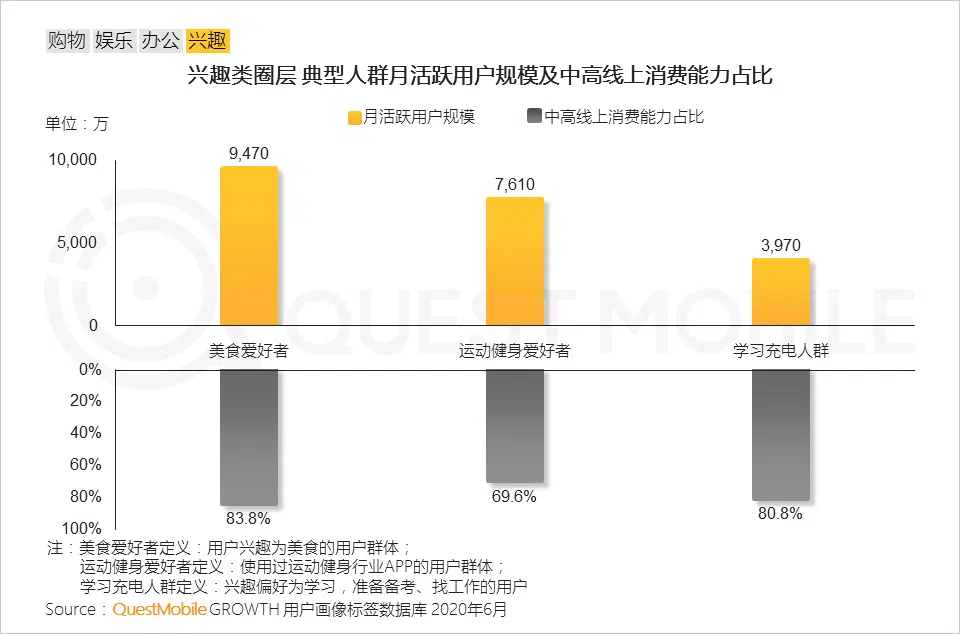 购物 娱乐 办公 兴趣
兴趣类圈层 典型人群月活跃用户规模及中高线上消费能力占比
月活跃用户规模 中高线上消费能力占比
单位：万
10,000
5,000
0
9,470
7,610
3,970
美食爱好者 运动健身爱好者 学习充电人群
0%
20%
40%
60%
80%
100%
83.8%
69.6%
80.8%
QUEST MOBILE
注：美食爱好者定义：用户兴趣为美食的用户群体；
运动健身爱好者定义：使用过运动健身行业APP的用户群体；
学习充电人群定义：兴趣偏好为学习，准备备考、找工作的用户
Source：QuestMobile GROWTH 用户画像标签数据库 2020年6月